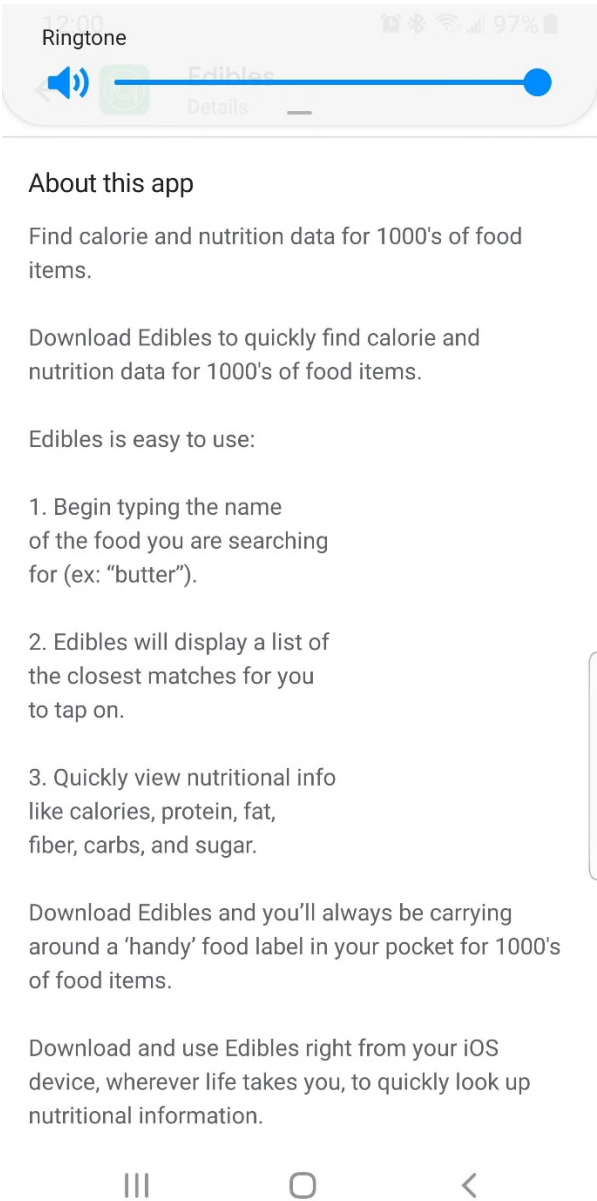 12:00
97%
Ringtone
Edibles
Details
About this app
Find calorie and nutrition data for 1000's of food
items.
Download Edibles to quickly find calorie and
nutrition data for 1000's of food items.
Edibles is easy to use:
1. Begin typing the name
of the food you are searching
for (ex: “butter”).
2. Edibles will display a list of
the closest matches for you
to tap on.
3. Quickly view nutritional info
like calories, protein, fat,
fiber, carbs, and sugar.
Download Edibles and you’ll always be carrying
around a ‘handy’ food label in your pocket for 1000's
of food items.
Download and use Edibles right from your iOS
device, wherever life takes you, to quickly look up
nutritional information.